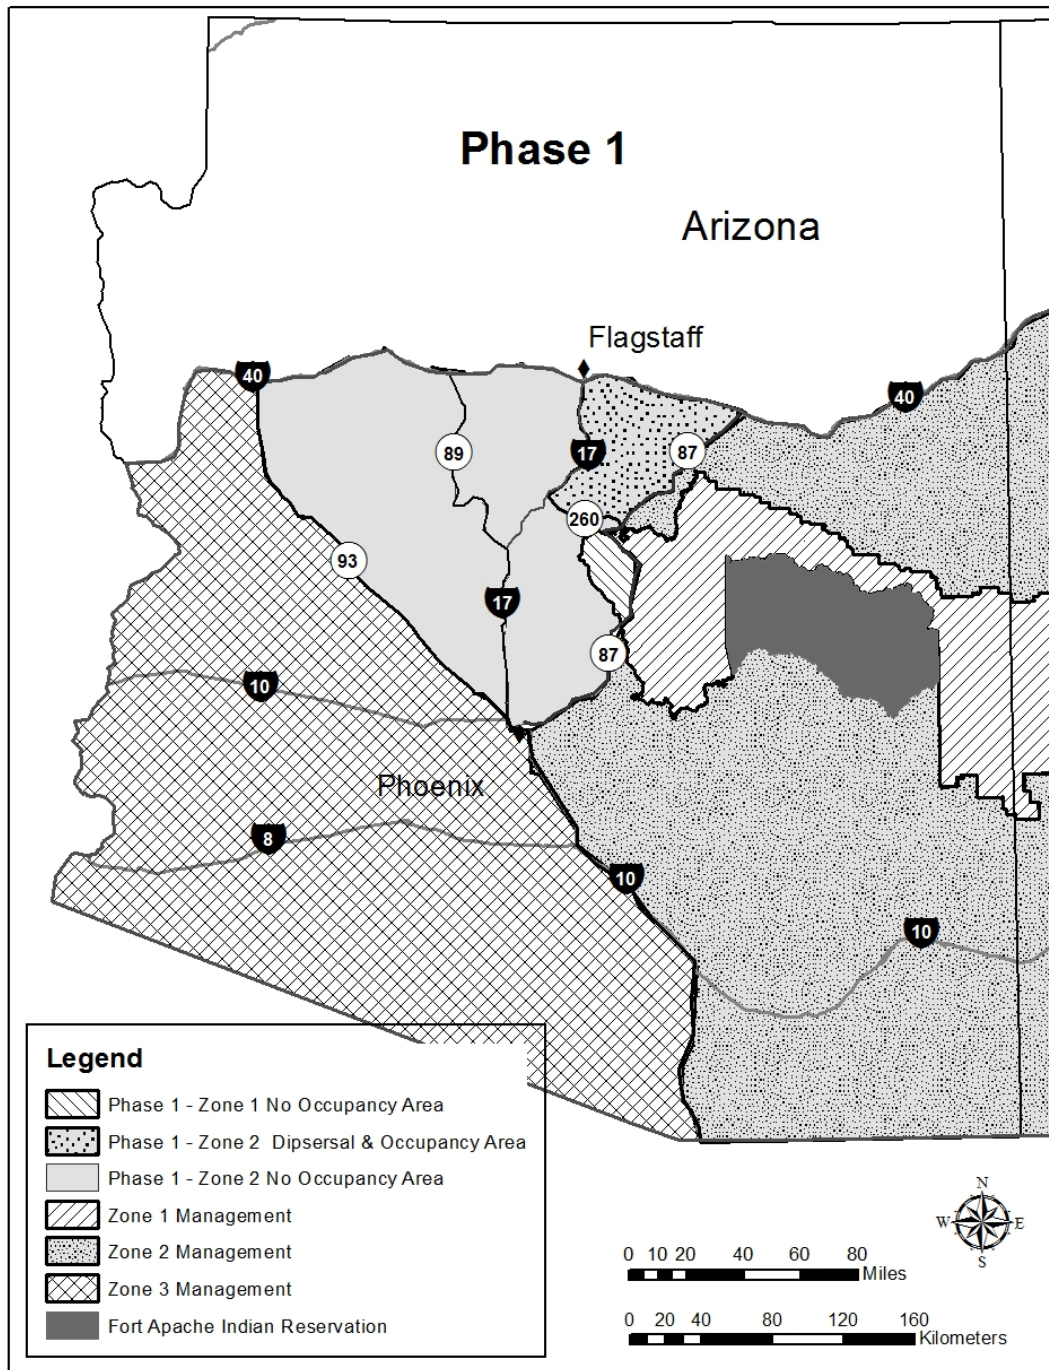 Phase 1
Arizona
Flagstaff
40
40
89
17
87
260
93
17
87
10
Phoenix
8
10
10
Legend
Phase 1 - Zone 1 No Occupancy Area
Phase 1 - Zone 2 Dipsersal & Occupancy Area
Phase 1 - Zone 2 No Occupancy Area
Zone 1 Management
Zone 2 Management
Zone 3 Management
Fort Apache Indian Reservation
N
W E
S
0 10 20 40 60 80
Miles
0 20 40 80 120 160
Kilometers